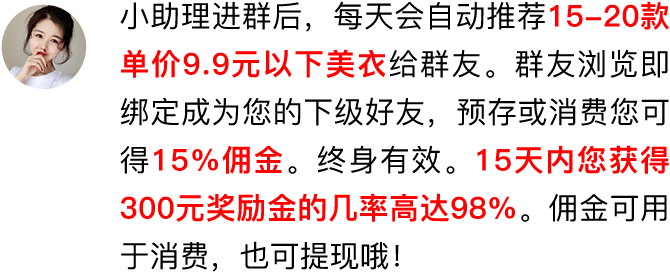 小助理进群后，每天会自动推荐15-20款
单价9.9元以下美衣给群友。群友浏览即
绑定成为您的下级好友，预存或消费您可
得15%佣金。终身有效。15天内您获得
300元奖励金的几率高达98%。佣金可用
于消费，也可提现哦！